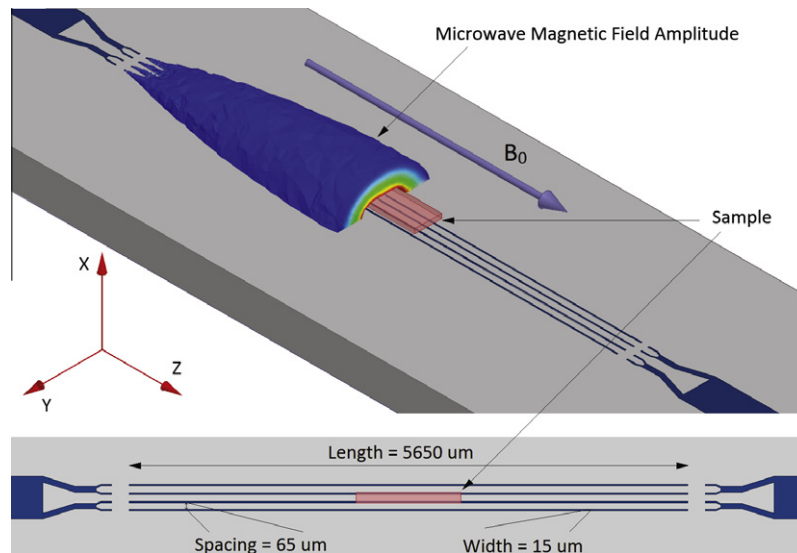 Microwave Magnetic Field Amplitude
B0
Sample
X
Z
Y
Length = 5650 um
Spacing = 65 um
Width = 15 um